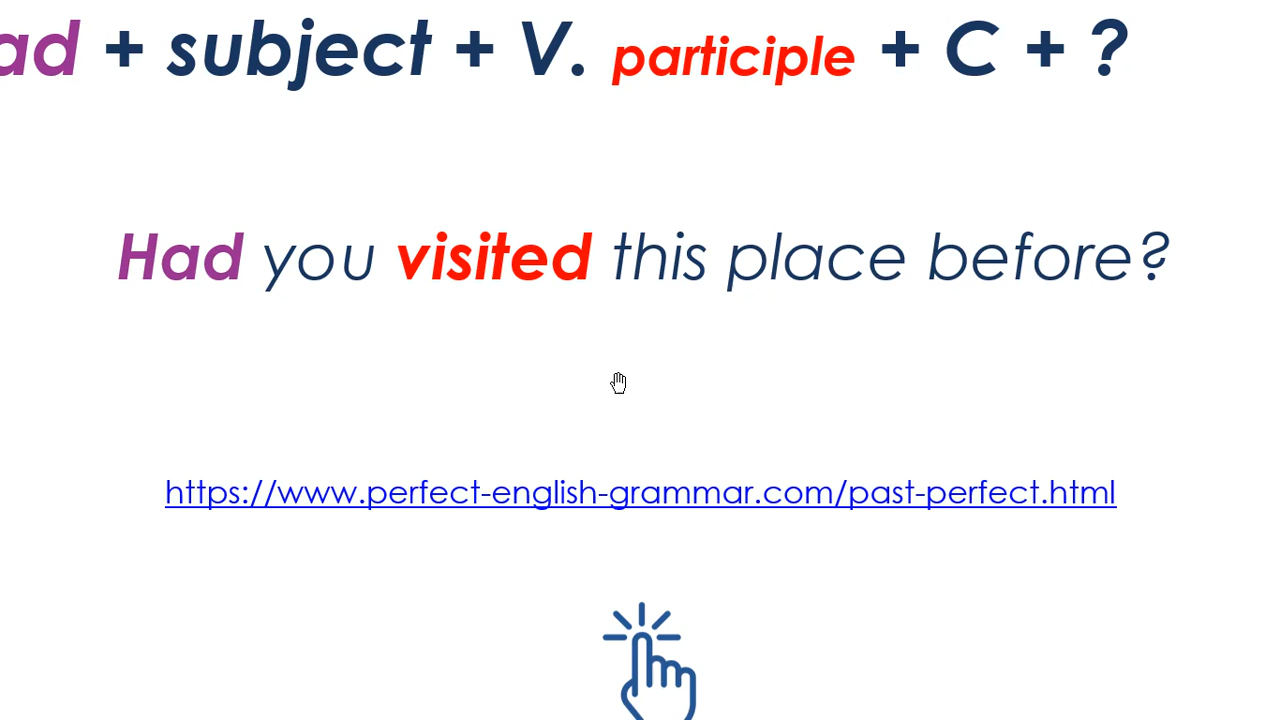 ad + subject + V. participle + C + ?
Had you visited this place before?
https://www.perfect-english-grammar.com/past-perfect.html